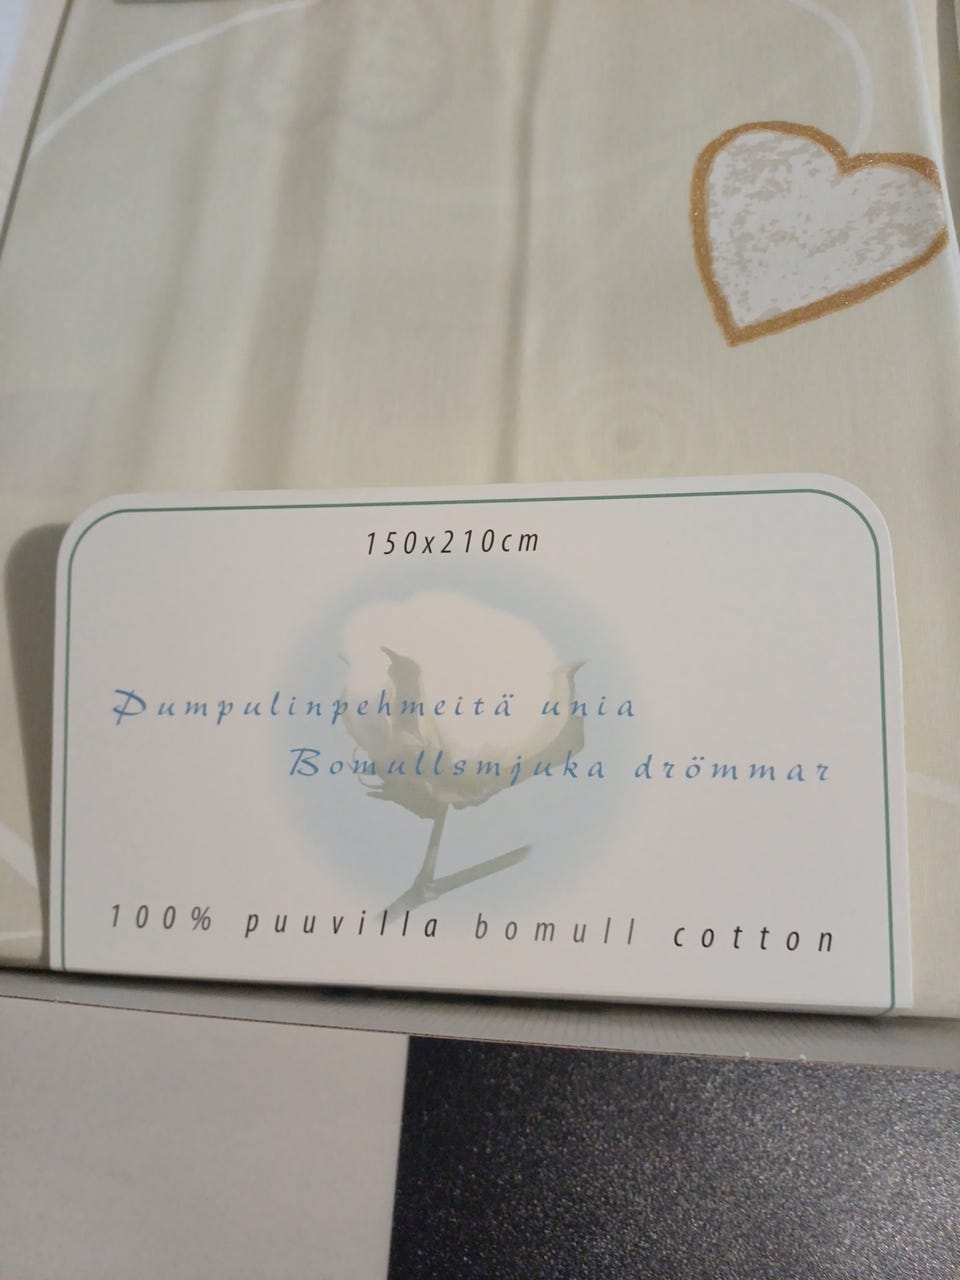 150x210cm
Pumpulinpehmeitä unia
Bomullsmjuka drömmar
100% puuvilla bomull cotton